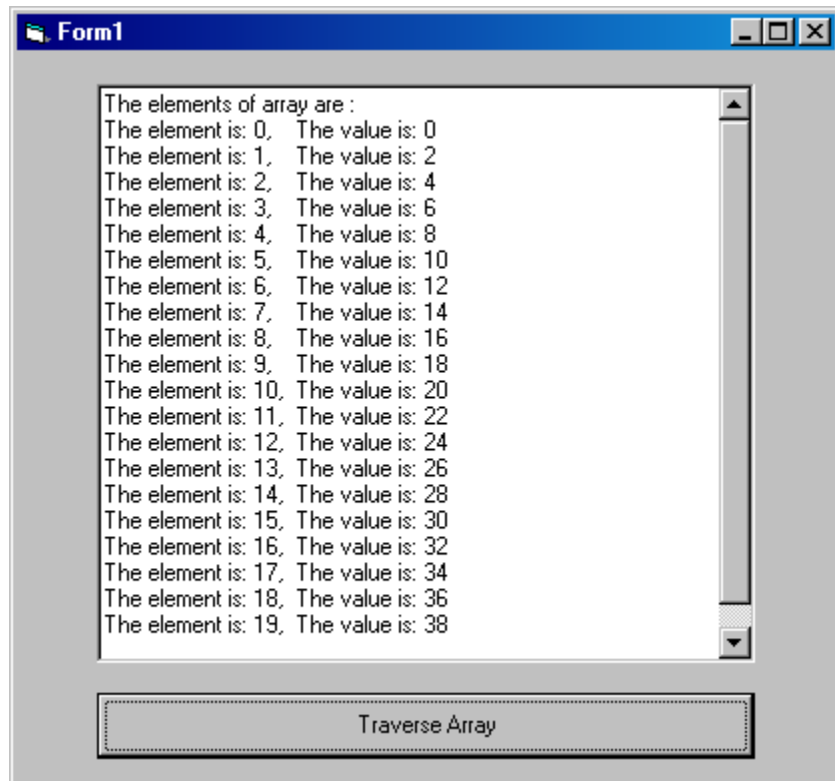 Form1
The elements of array are :
The element is: 0, The value is: 0
The element is: 1, The value is: 2
The element is: 2, The value is: 4
The element is: 3, The value is: 6
The element is: 4, The value is: 8
The element is: 5, The value is: 10
The element is: 6, The value is: 12
The element is: 7, The value is: 14
The element is: 8, The value is: 16
The element is: 9, The value is: 18
The element is: 10, The value is: 20
The element is: 11, The value is: 22
The element is: 12, The value is: 24
The element is: 13, The value is: 26
The element is: 14, The value is: 28
The element is: 15, The value is: 30
The element is: 16, The value is: 32
The element is: 17, The value is: 34
The element is: 18, The value is: 36
The element is: 19, The value is: 38
Traverse Array